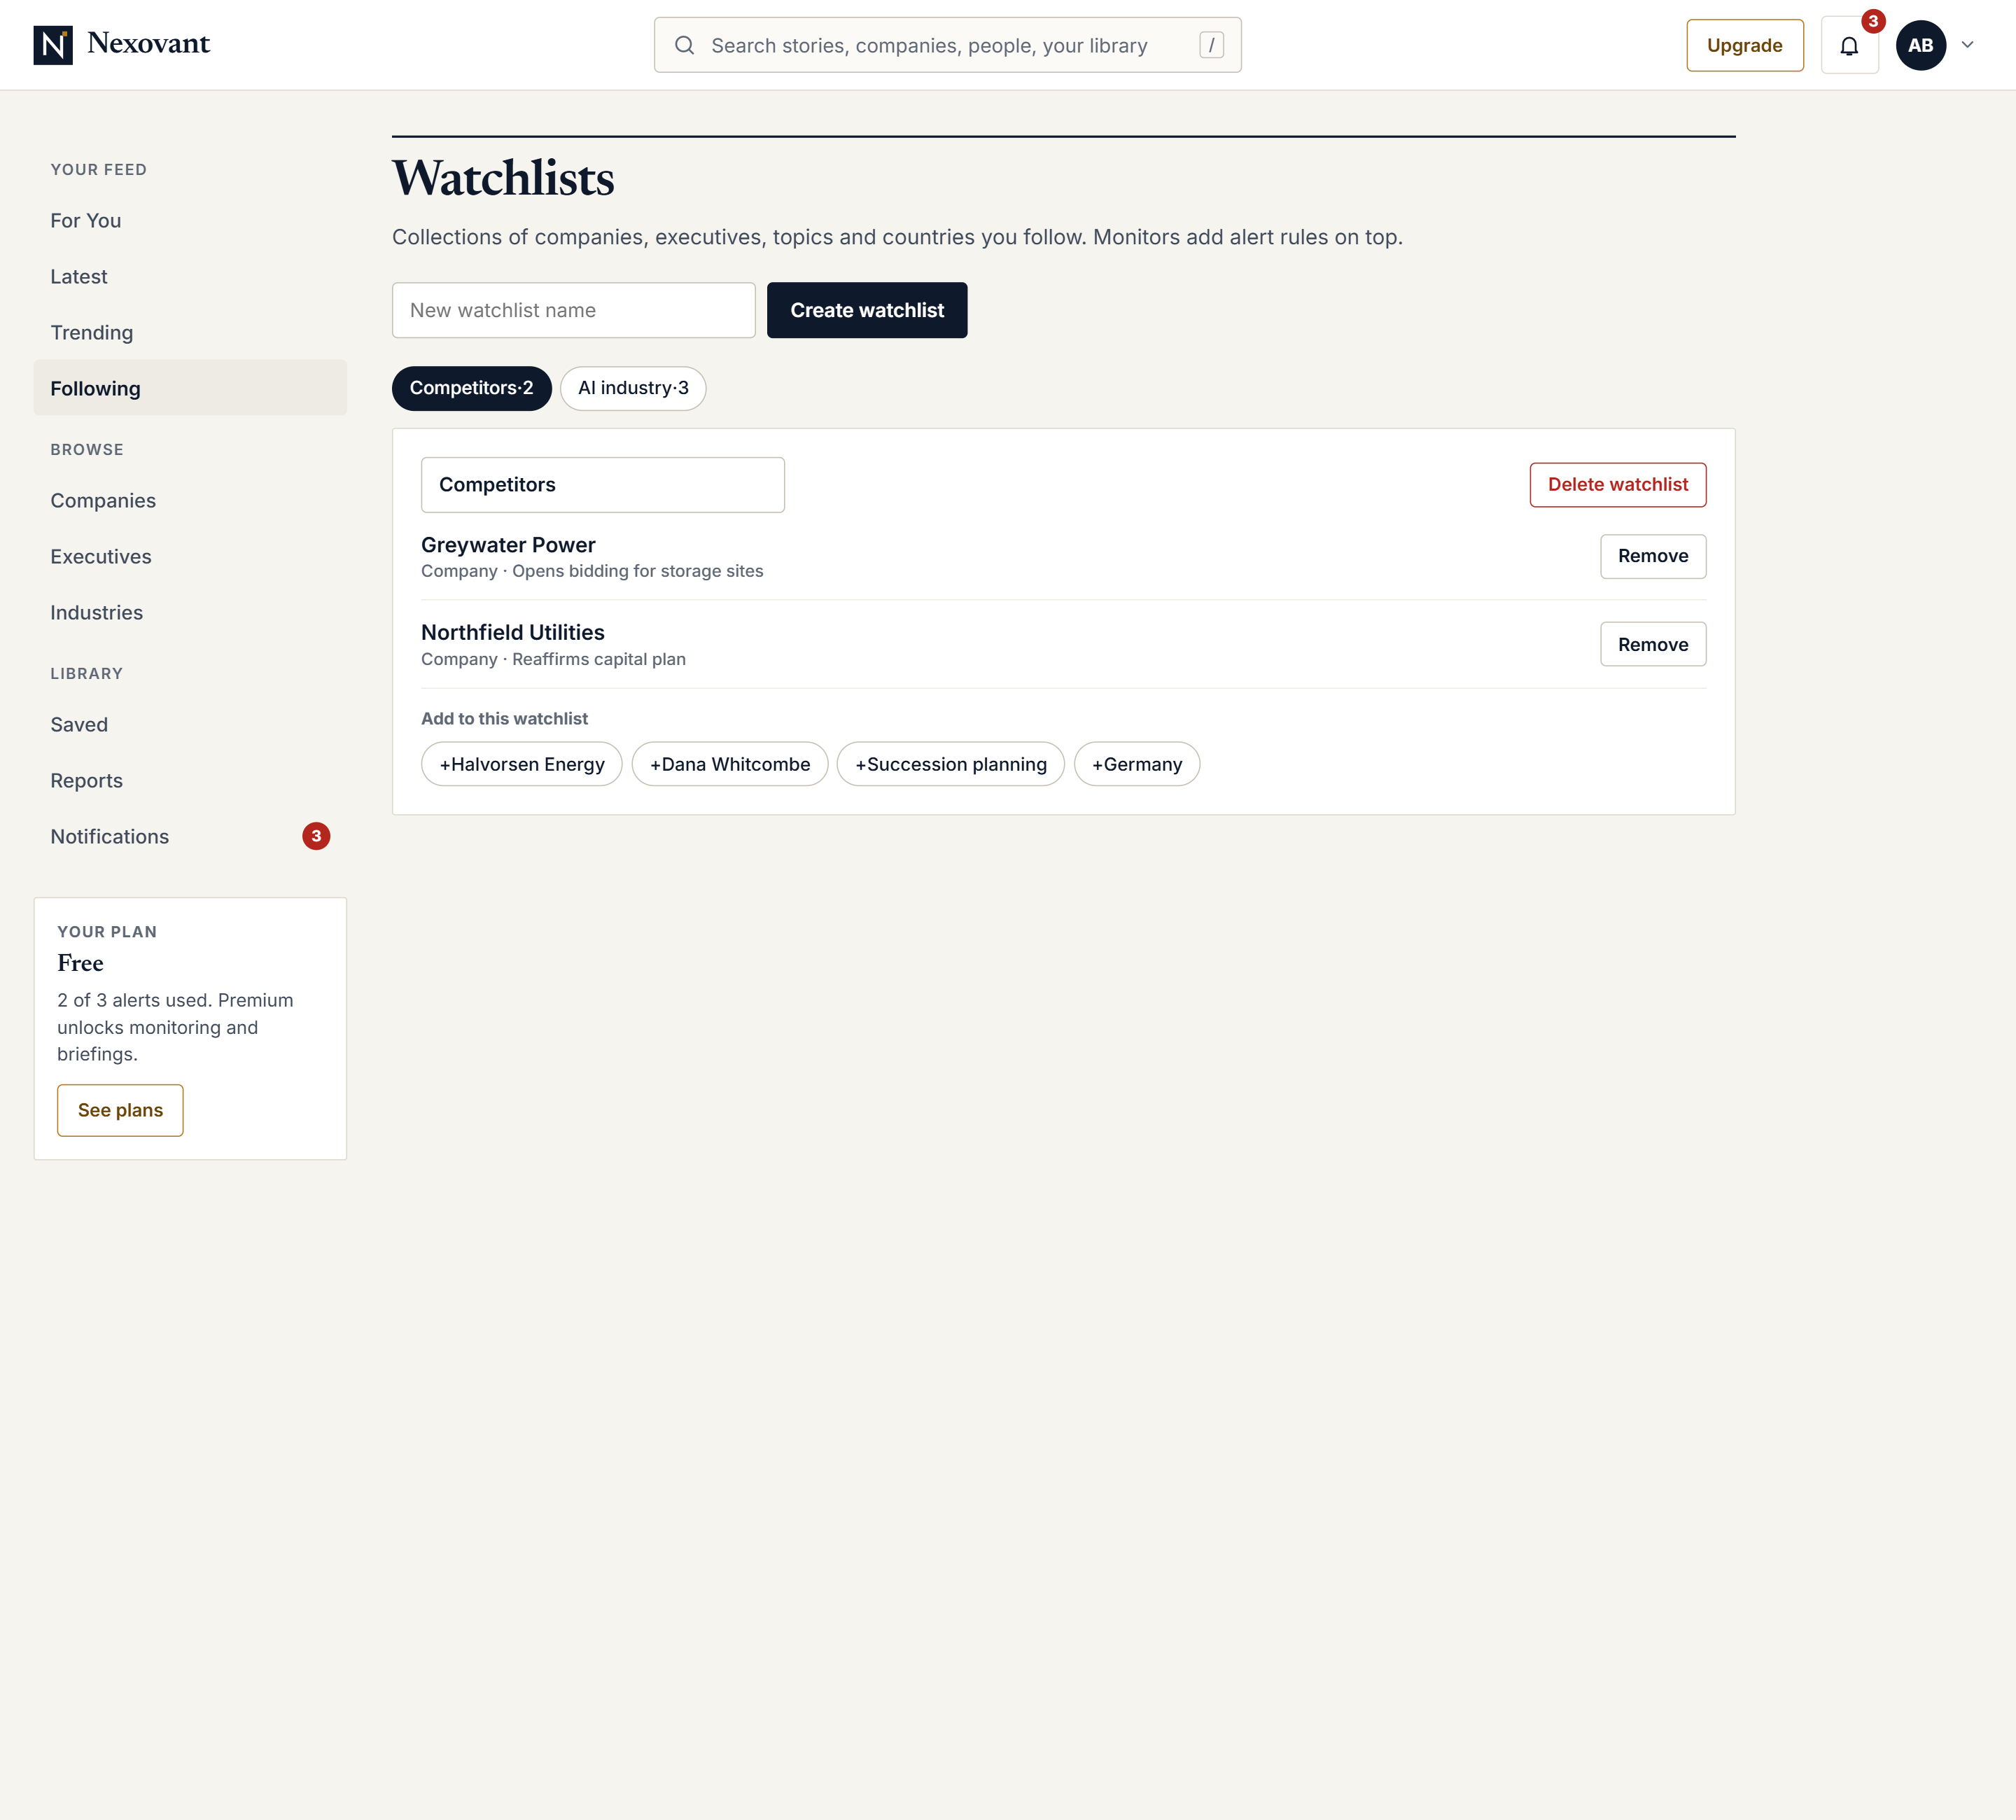 Nexovant
Search stories, companies, people, your library
/
Upgrade
3
AB
YOUR FEED
For You
Latest
Trending
Following
BROWSE
Companies
Executives
Industries
LIBRARY
Saved
Reports
Notifications 3
YOUR PLAN
Free
2 of 3 alerts used. Premium
unlocks monitoring and
briefings.
See plans
Watchlists
Collections of companies, executives, topics and countries you follow. Monitors add alert rules on top.
New watchlist name
Create watchlist
Competitors·2
AI industry·3
Competitors
Delete watchlist
Greywater Power
Company · Opens bidding for storage sites
Remove
Northfield Utilities
Company · Reaffirms capital plan
Remove
Add to this watchlist
+Halvorsen Energy
+Dana Whitcombe
+Succession planning
+Germany